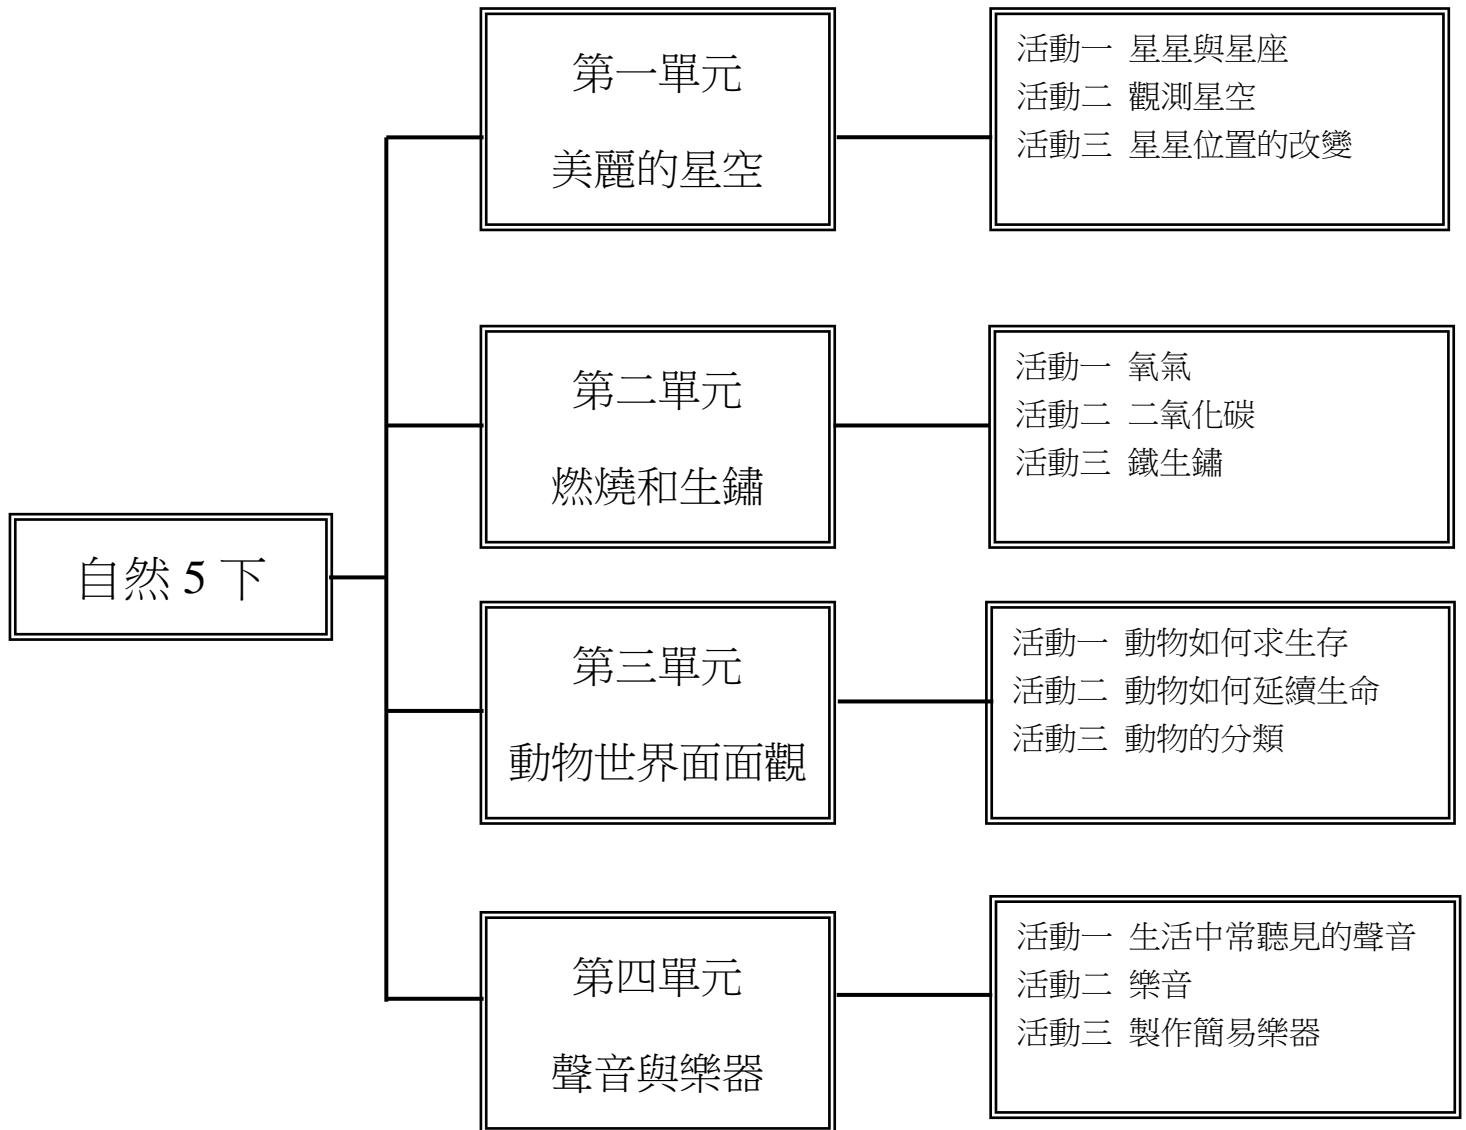 第一單元
美麗的星空
活動一 星星與星座
活動二 觀測星空
活動三 星星位置的改變
第二單元
燃燒和生鏽
活動一 氧氣
活動二 二氧化碳
活動三 鐵生鏽
自然 5 下
第三單元
動物世界面面觀
活動一 動物如何求生存
活動二 動物如何延續生命
活動三 動物的分類
第四單元
聲音與樂器
活動一 生活中常聽見的聲音
活動二 樂音
活動三 製作簡易樂器